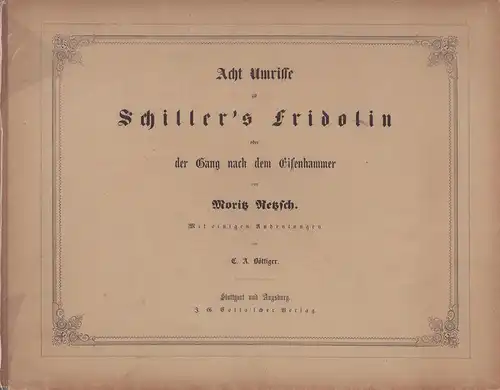 Acht Umrisse
zu
Schiller's Fridolin
oder
der Gang nach dem Eisenhammer
von
Moritz Retzsch.
Mit einigen Andeutungen
von
C. A. Böttiger.
Stuttgart und Augsburg.
J. G. Cotta'scher Verlag.